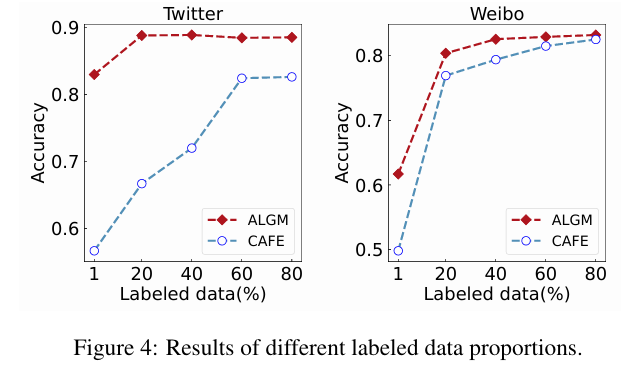 Twitter
0.9
0.8
0.7
0.6
Accuracy
ALGM
CAFE
1 20 40 60 80
Labeled data(%)
Weibo
0.8
0.7
0.6
0.5
Accuracy
ALGM
CAFE
1 20 40 60 80
Labeled data(%)
Figure 4: Results of different labeled data proportions.